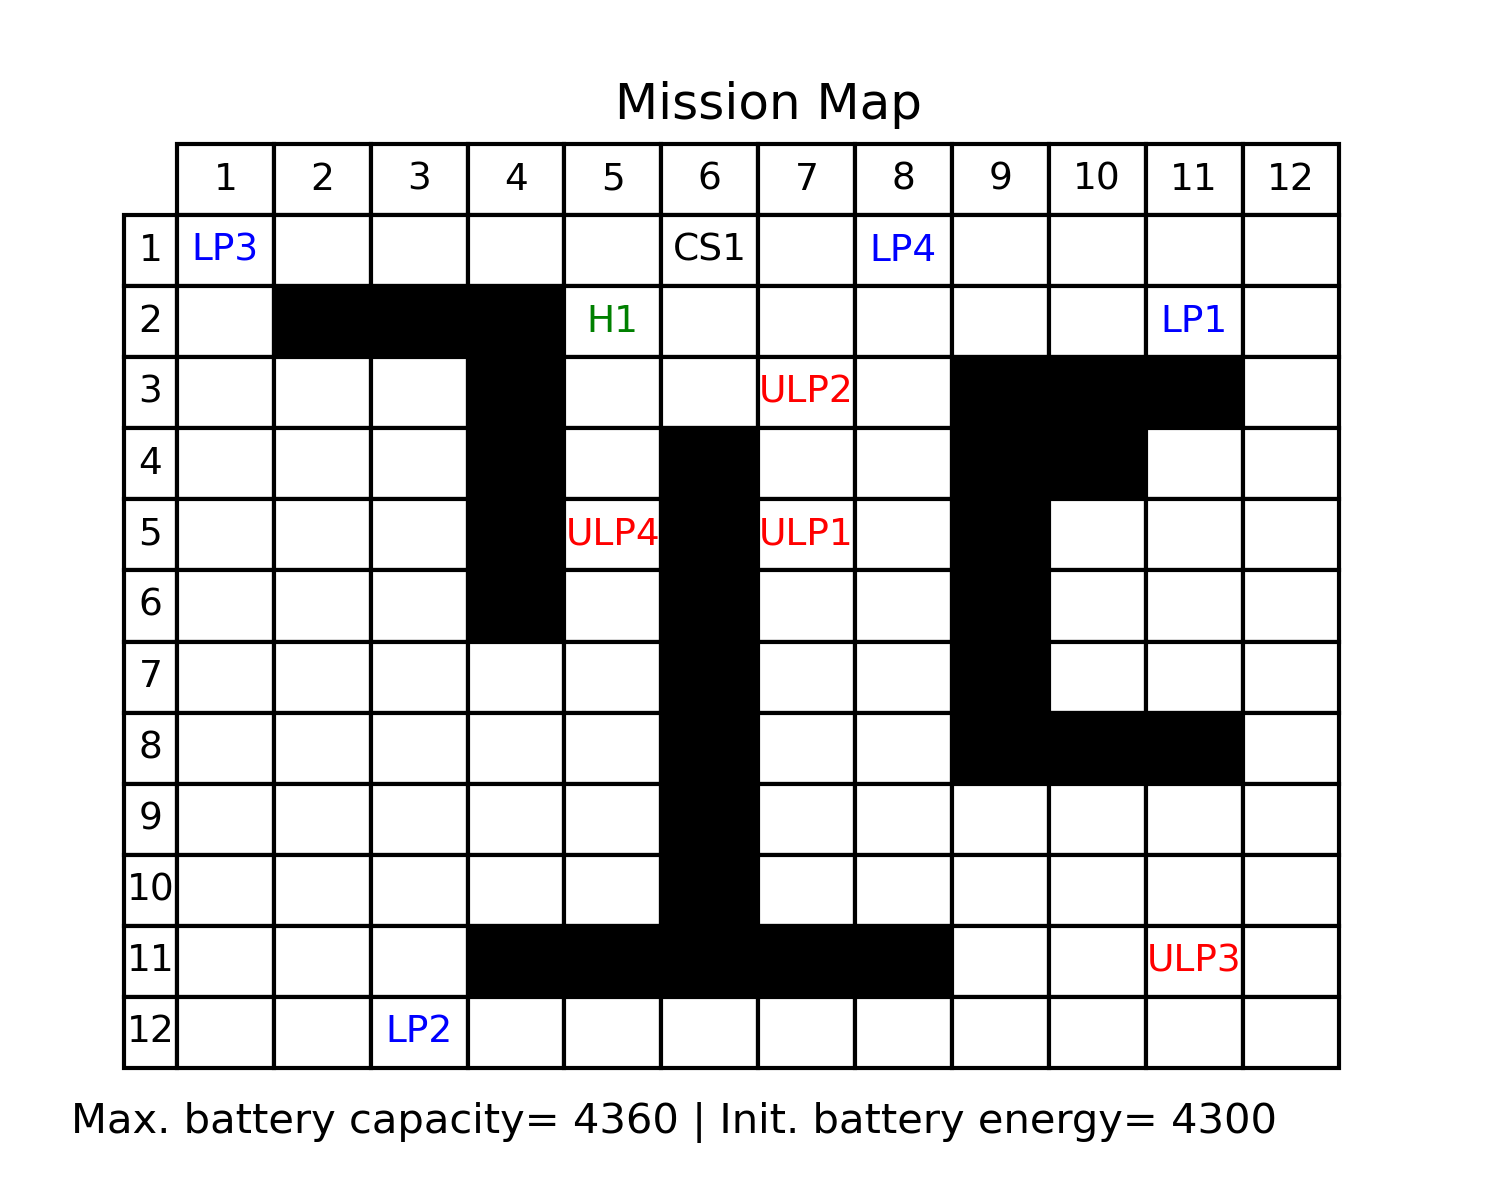 Mission Map
1 2 3 4 5 6 7 8 9 10 11 12
1 LP3 CS1 LP4
2 H1 LP1
3 ULP2
4
5 ULP4 ULP1
6
7
8
9
10
11 ULP3
12 LP2
Max. battery capacity= 4360 | Init. battery energy= 4300